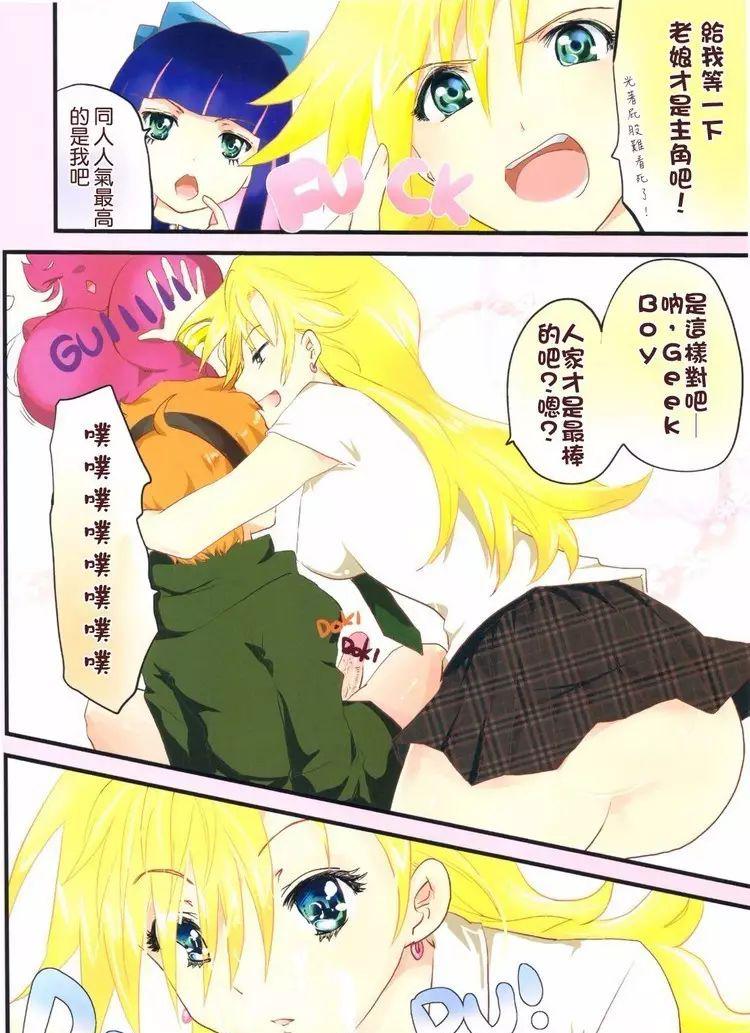 給我等一下
老娘才是主角吧！
光著屁股難看死了！
同人人氣最高
的是我吧
FUCK
是這樣對吧—
吶，Geek
Boy
人家才是最棒
的吧？嗯？
GUIIIIII
噗噗噗噗噗噗噗噗
DOKI
DOKI